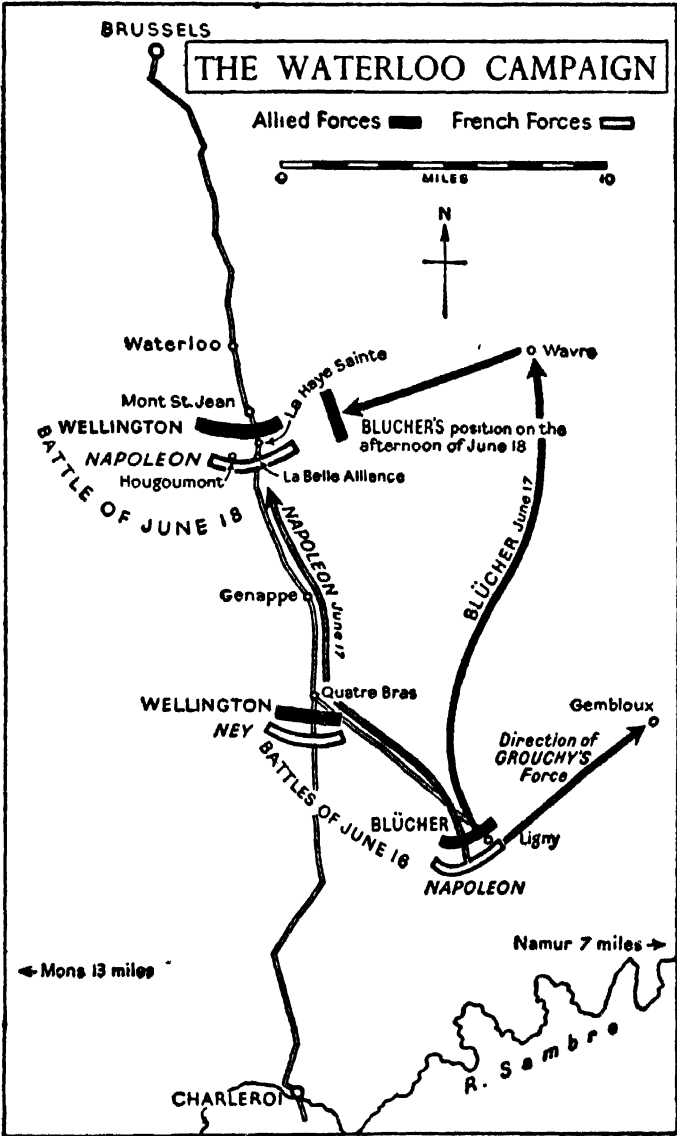 BRUSSELS
THE WATERLOO CAMPAIGN
Allied Forces
French Forces
0 MILES 10
N
Waterloo
Wavre
La Haye Sainte
Mont St. Jean
WELLINGTON
BLUCHER'S position on the
afternoon of June 18
NAPOLEON
Hougoumont
La Belle Alliance
BATTLE OF JUNE 18
NAPOLEON June 17
BLÜCHER June 17
Genappe
Quatre Bras
WELLINGTON
NEY
Gembloux
Direction of
GROUCHY'S
Force
BATTLES OF JUNE 16
BLÜCHER
Ligny
NAPOLEON
Namur 7 miles
Mons 13 miles
R. Sambre
CHARLEROI